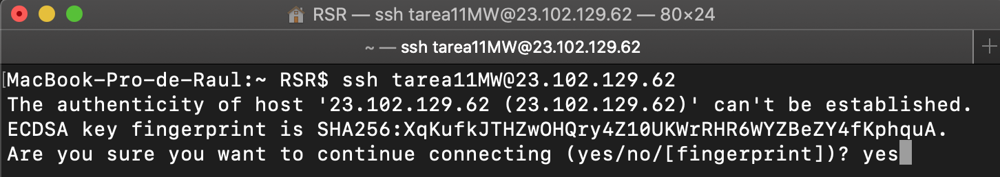 RSR — ssh tarea11MW@23.102.129.62 — 80×24
~ — ssh tarea11MW@23.102.129.62
MacBook-Pro-de-Raul:~ RSR$ ssh tarea11MW@23.102.129.62
The authenticity of host '23.102.129.62 (23.102.129.62)' can't be established.
ECDSA key fingerprint is SHA256:XqKufkJTHZwOHQry4Z10UKWrRHR6WYZBeZY4fKphquA.
Are you sure you want to continue connecting (yes/no/[fingerprint])? yes